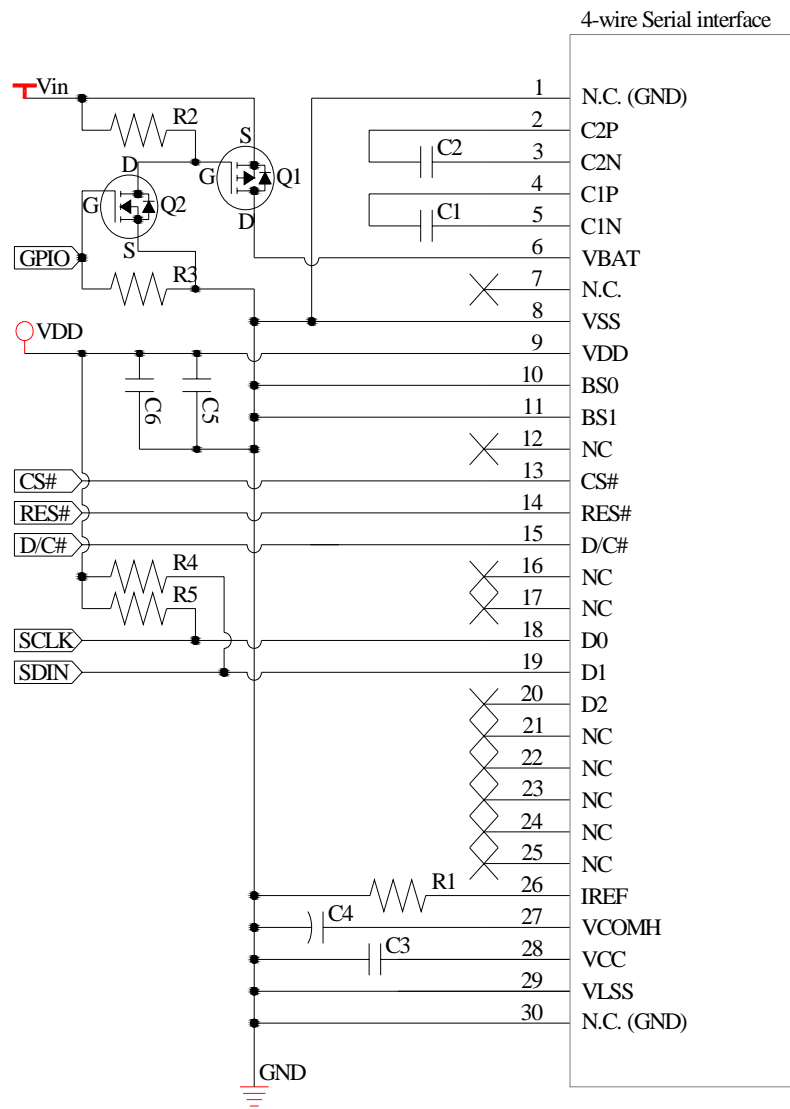 4-wire Serial interface
Vin
1 N.C. (GND)
R2
2 C2P
S
C2
3 C2N
D
G
Q1
G
Q2
4 C1P
D
C1
5 C1N
S
GPIO
6 VBAT
R3
7 N.C.
8 VSS
VDD
9 VDD
10 BS0
C6
C5
11 BS1
12 NC
CS#
13 CS#
RES#
14 RES#
D/C#
15 D/C#
R4
16 NC
R5
17 NC
SCLK
18 D0
SDIN
19 D1
20 D2
21 NC
22 NC
23 NC
24 NC
25 NC
R1
26 IREF
C4
27 VCOMH
C3
28 VCC
29 VLSS
30 N.C. (GND)
GND